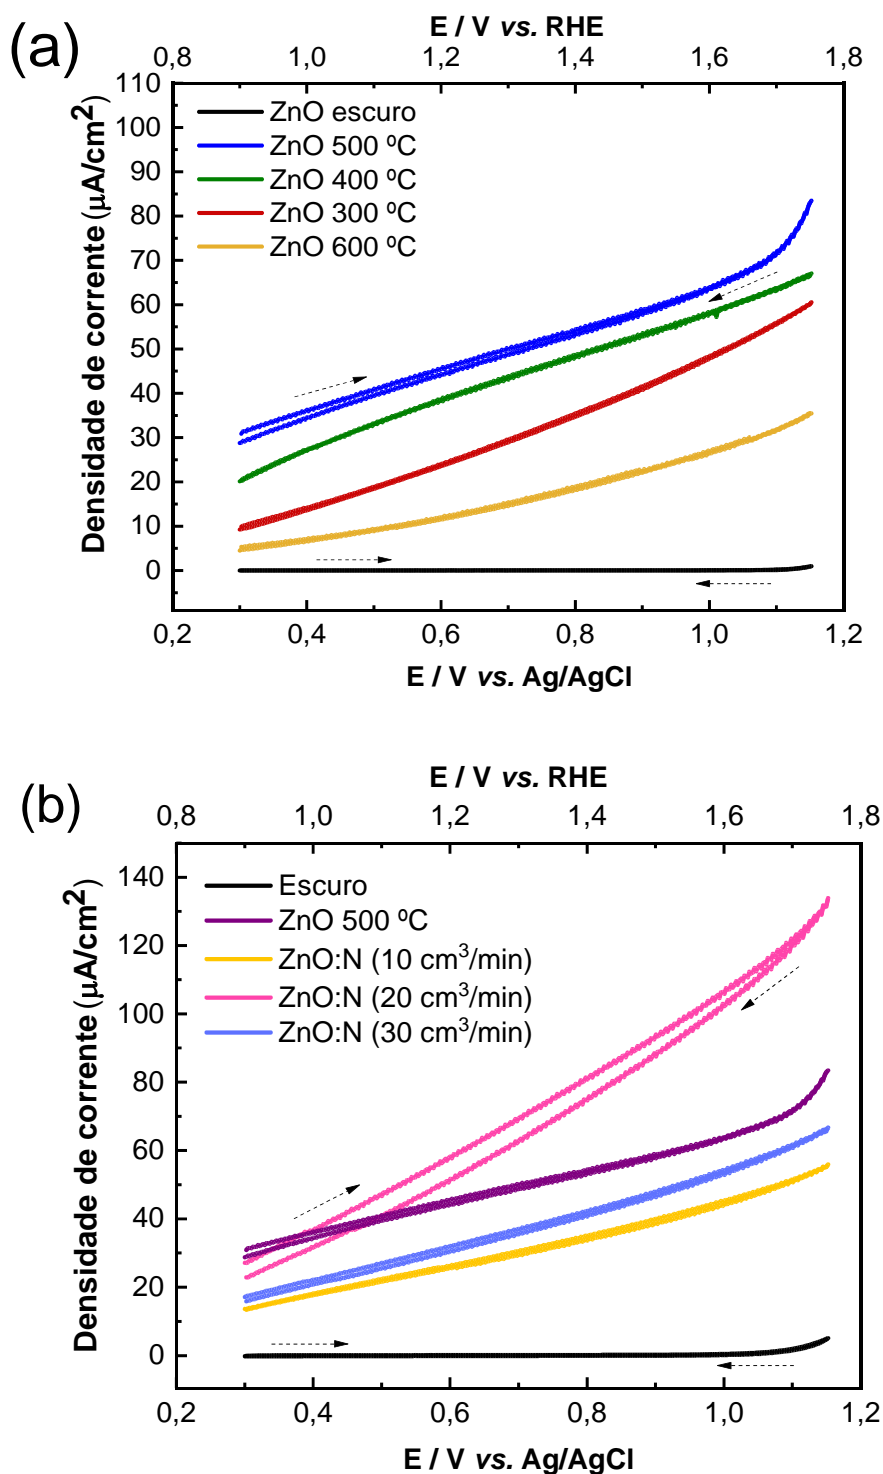 (a)
E / V vs. RHE
0,8 1,0 1,2 1,4 1,6 1,8
Densidade de corrente (µA/cm²)
110
100
90
80
70
60
50
40
30
20
10
0
ZnO escuro
ZnO 500 ºC
ZnO 400 ºC
ZnO 300 ºC
ZnO 600 ºC
0,2 0,4 0,6 0,8 1,0 1,2
E / V vs. Ag/AgCl
(b)
E / V vs. RHE
0,8 1,0 1,2 1,4 1,6 1,8
Densidade de corrente (µA/cm²)
140
120
100
80
60
40
20
0
Escuro
ZnO 500 ºC
ZnO:N (10 cm³/min)
ZnO:N (20 cm³/min)
ZnO:N (30 cm³/min)
0,2 0,4 0,6 0,8 1,0 1,2
E / V vs. Ag/AgCl